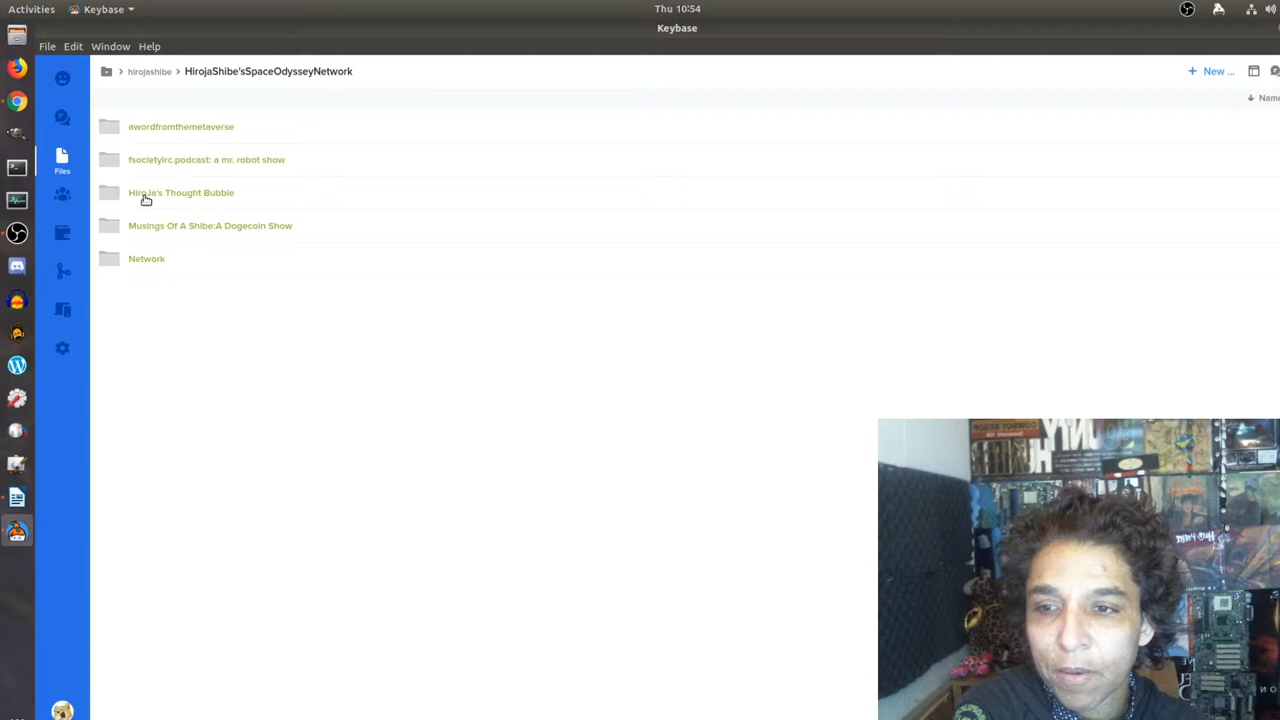 Activities
Keybase
Thu 10:54
Keybase
File Edit Window Help
hirojashibe > HirojaShibe'sSpaceOdysseyNetwork
+ New ...
Name
awordfromthemetaverse
fsocietyirc.podcast: a mr. robot show
Files
HiroJa's Thought Bubble
Musings Of A Shibe:A Dogecoin Show
Network